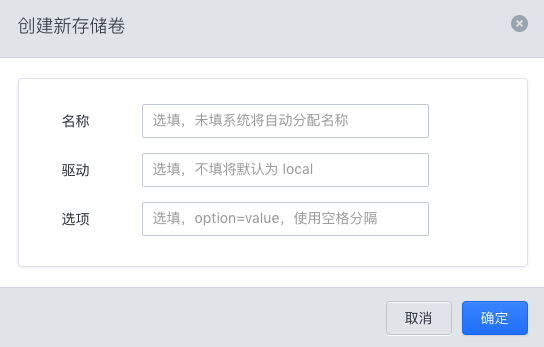 创建新存储卷
名称 选填，未填系统将自动分配名称
驱动 选填，不填将默认为 local
选项 选填，option=value，使用空格分隔
取消 确定